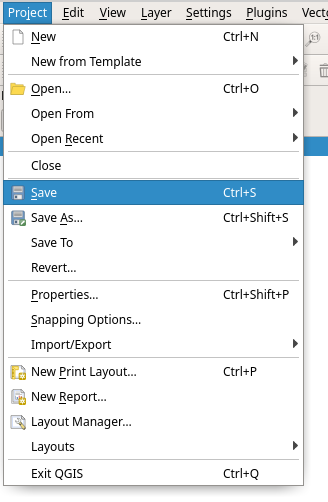 Project Edit View Layer Settings Plugins Vecto
New Ctrl+N
New from Template
Open... Ctrl+O
Open From
Open Recent
Close
Save Ctrl+S
Save As... Ctrl+Shift+S
Save To
Revert...
Properties... Ctrl+Shift+P
Snapping Options...
Import/Export
New Print Layout... Ctrl+P
New Report...
Layout Manager...
Layouts
Exit QGIS Ctrl+Q